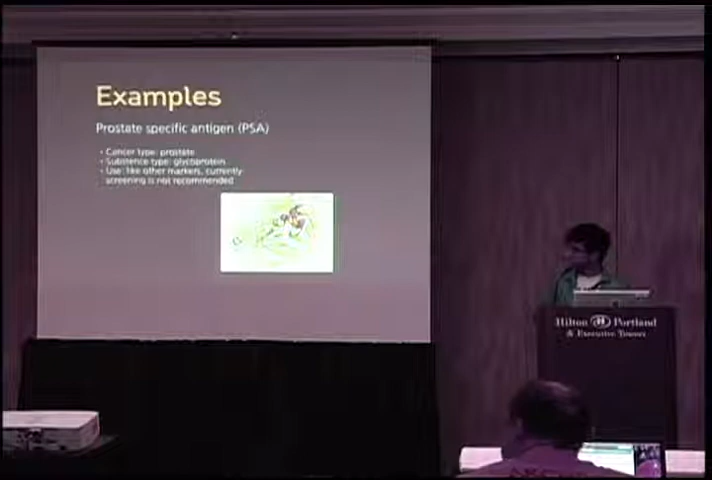 Examples
Prostate specific antigen (PSA)
• Cancer type: prostate
• Substence type: glycoprotein
• Use: like other markers, currently
screening is not recommended
Hilton Portland
& Executive Tower